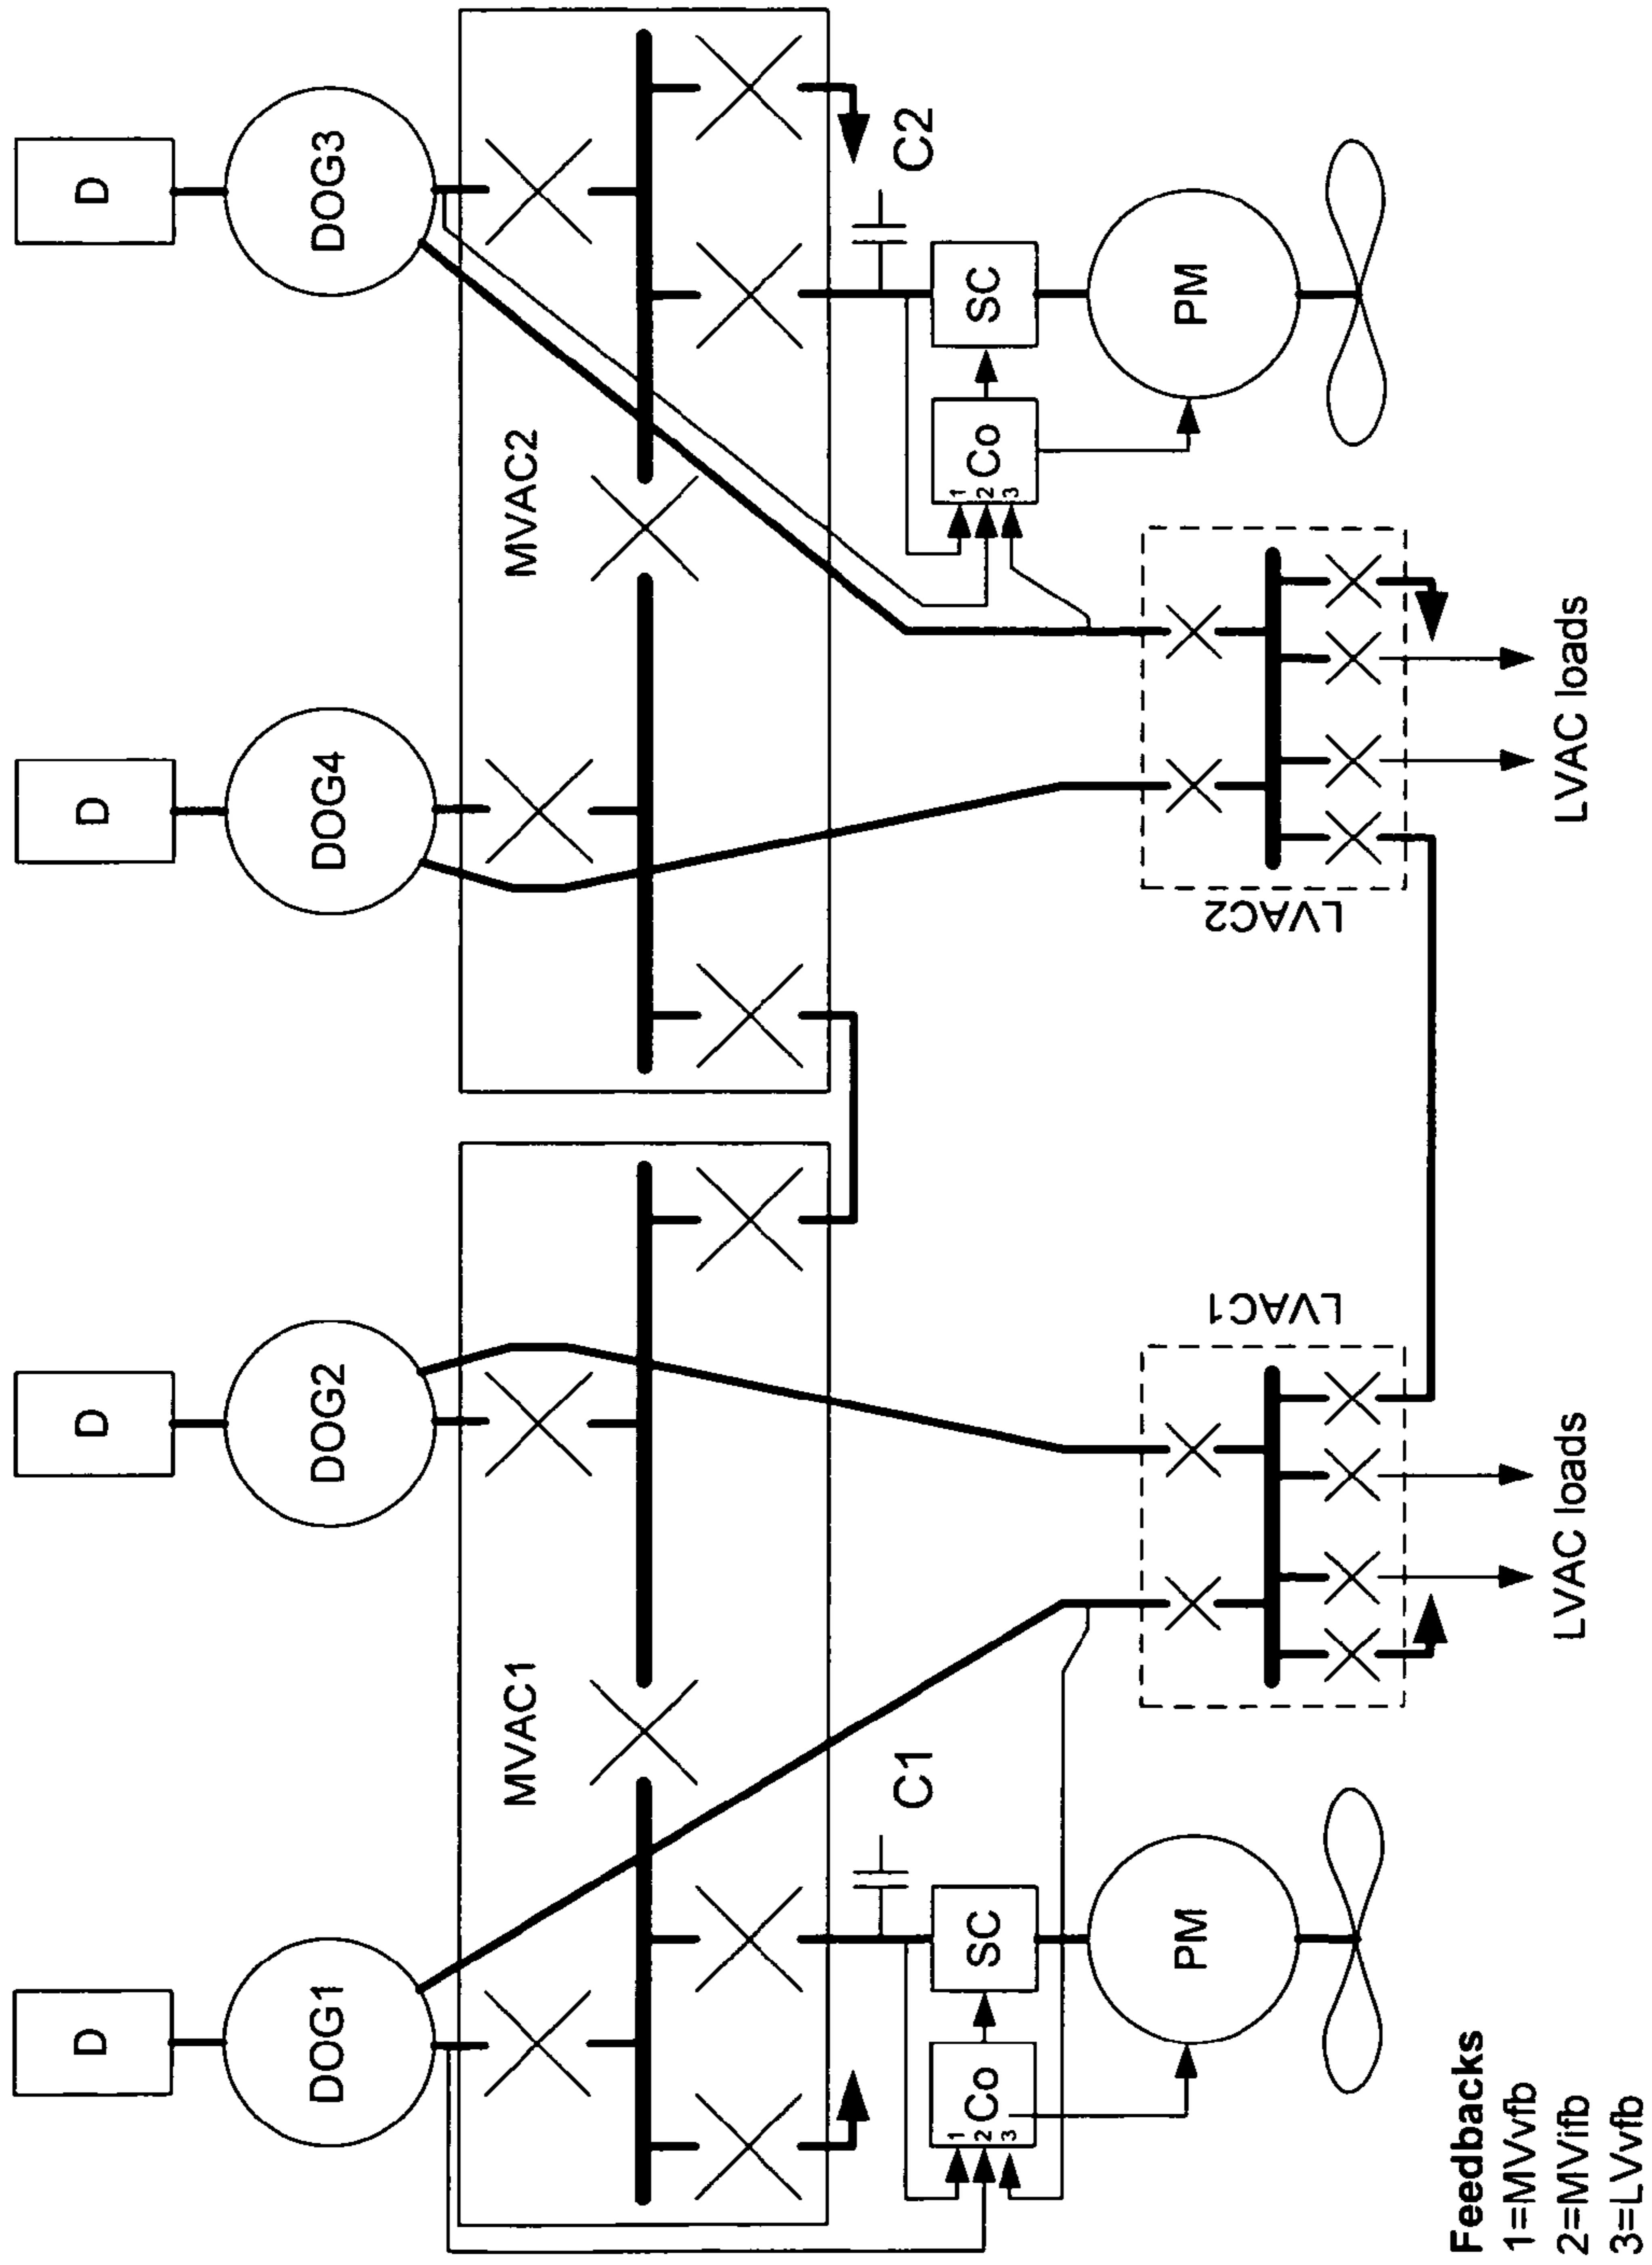 D
D
D
D
DOG1
DOG2
DOG4
DOG3
MVAC1
MVAC2
C1
C2
SC
SC
Co
1
2
3
Co
1
2
3
PM
PM
LVAC1
LVAC2
LVAC loads
LVAC loads
Feedbacks
1=MVvfb
2=MVifb
3=LVvfb